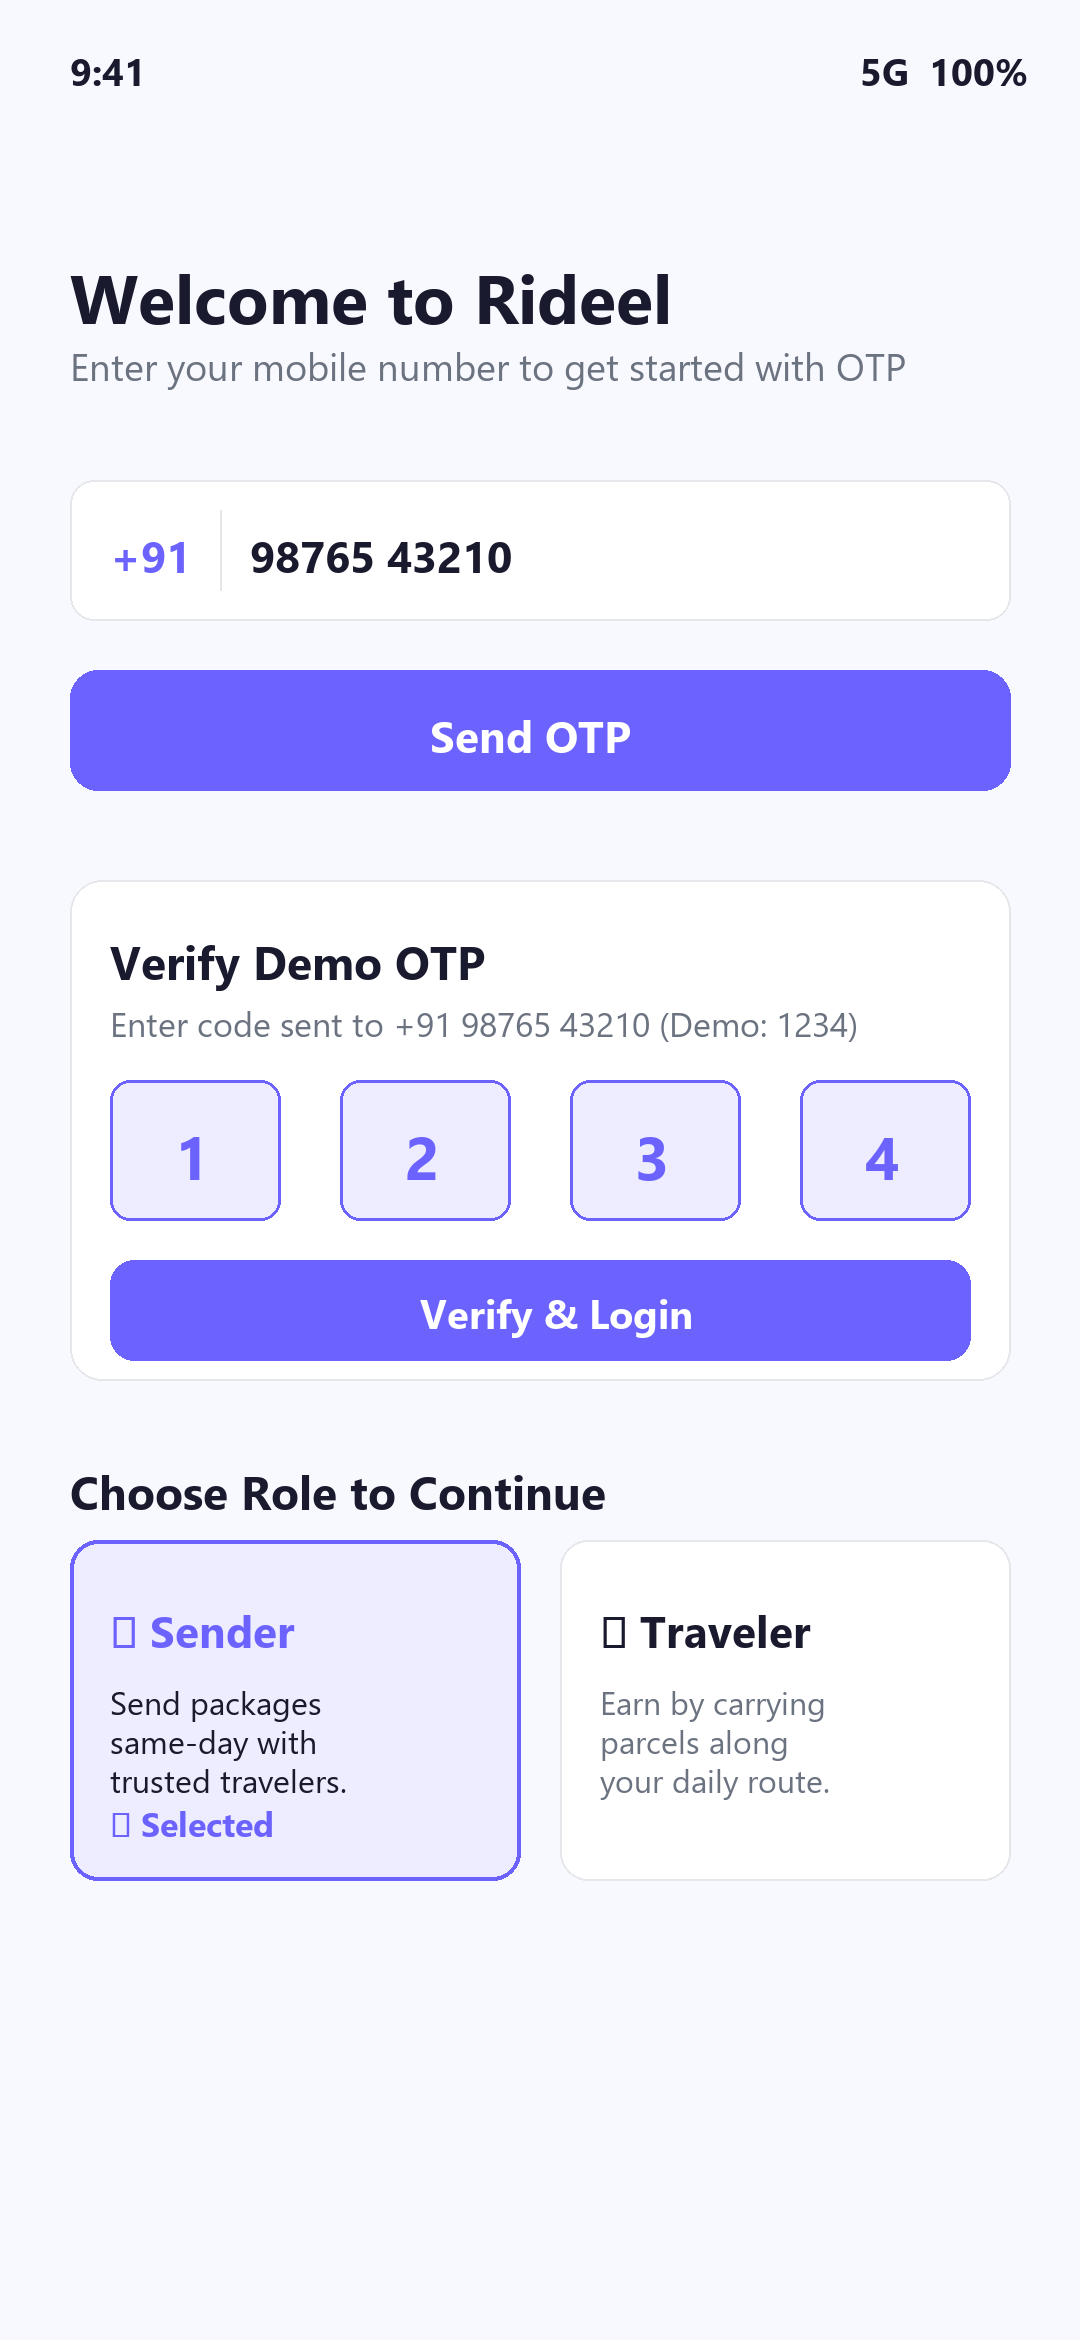 9:41
5G 100%
Welcome to Rideel
Enter your mobile number to get started with OTP
+91
98765 43210
Send OTP
Verify Demo OTP
Enter code sent to +91 98765 43210 (Demo: 1234)
1 2 3 4
Verify & Login
Choose Role to Continue
Sender
Send packages
same-day with
trusted travelers.
Selected
Traveler
Earn by carrying
parcels along
your daily route.